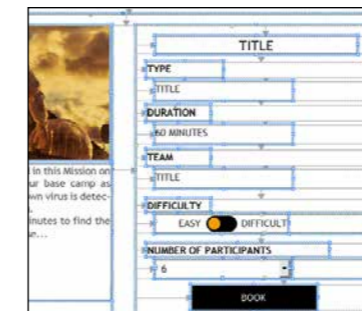 TITLE
TYPE
TITLE
DURATION
60 MINUTES
TEAM
TITLE
DIFFICULTY
EASY DIFFICULT
NUMBER OF PARTICIPANTS
6
BOOK
in this Mission on
ur base camp as
wn virus is detec-
inutes to find the